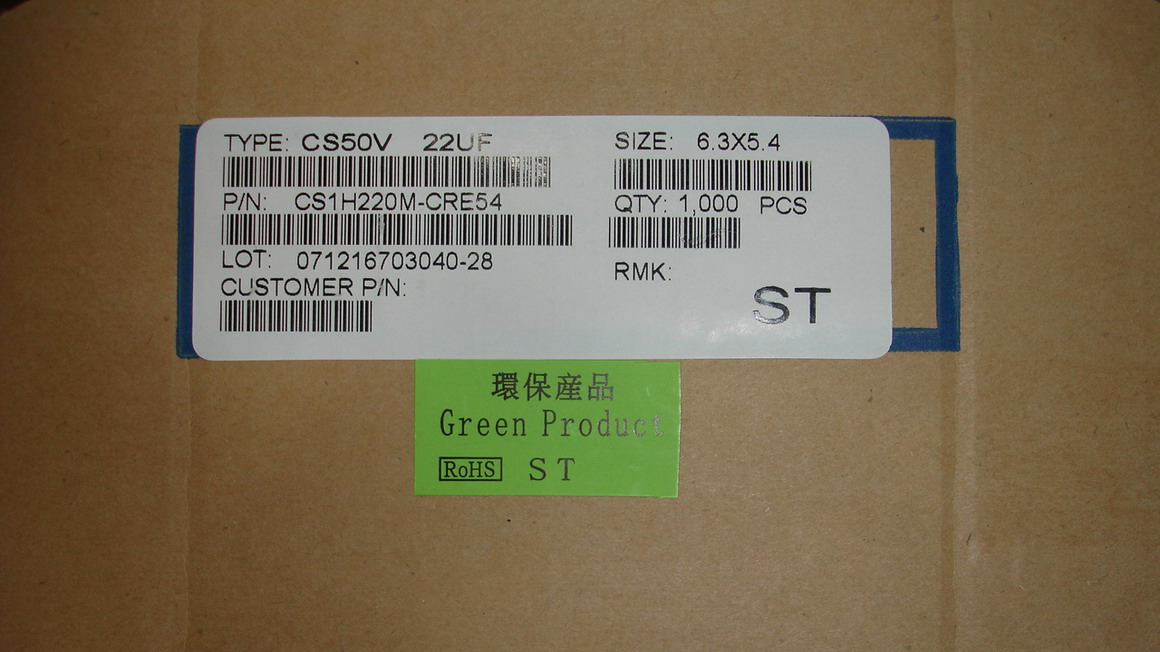 TYPE: CS50V 22UF
SIZE: 6.3X5.4
P/N: CS1H220M-CRE54
QTY: 1,000 PCS
LOT: 071216703040-28
RMK:
CUSTOMER P/N:
ST
環保産品
Green Product
RoHS ST